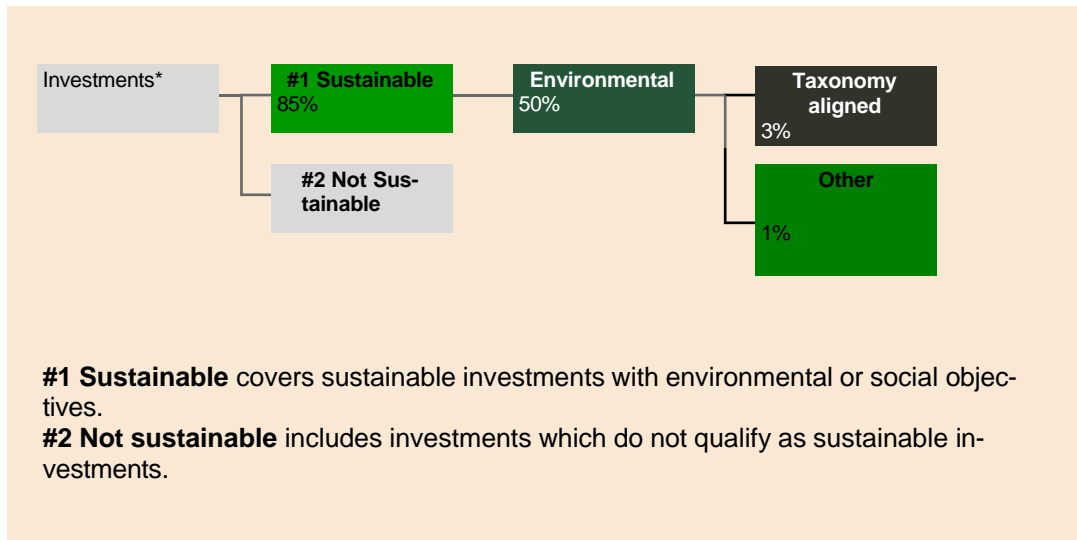 Investments*
#1 Sustainable
85%
Environmental
50%
Taxonomy
aligned
3%
#2 Not Sus-
tainable
Other
1%
#1 Sustainable covers sustainable investments with environmental or social objec-
tives.
#2 Not sustainable includes investments which do not qualify as sustainable in-
vestments.